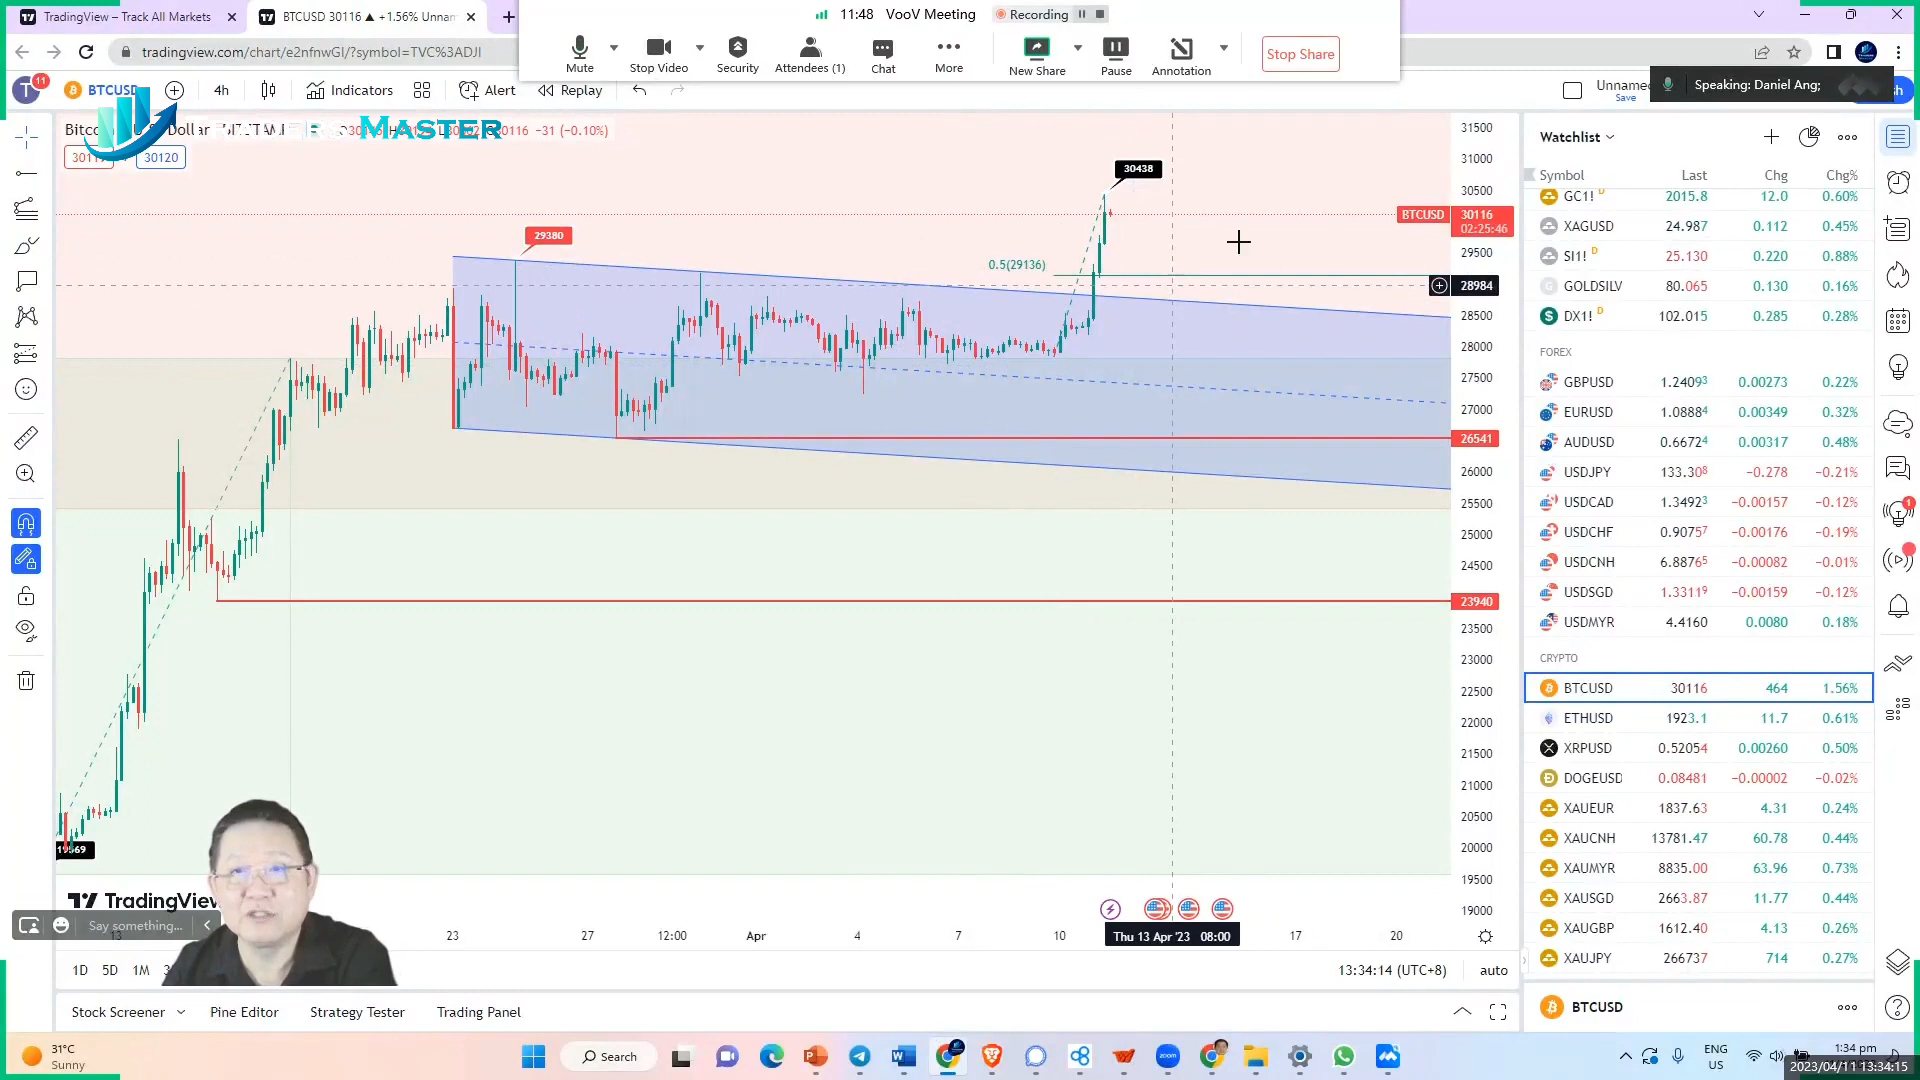 TradingView – Track All Markets
BTCUSD 30116 ▲ +1.56% Unnam
11:48 VooV Meeting Recording
tradingview.com/chart/e2nfnwGI/?symbol=TVC%3ADJI
Mute Stop Video Security Attendees (1) Chat More New Share Pause Annotation Stop Share
T 11 BTCUSD 4h Indicators Alert Replay
Save
Speaking: Daniel Ang;
MASTER
30116 −31 (−0.10%)
30120
Watchlist
Symbol Last Chg Chg%
GC1! D 2015.8 12.0 0.60%
XAGUSD 24.987 0.112 0.45%
SI1! D 25.130 0.220 0.88%
GOLDSILV 80.065 0.130 0.16%
DX1! D 102.015 0.285 0.28%
FOREX
GBPUSD 1.24093 0.00273 0.22%
EURUSD 1.08884 0.00349 0.32%
AUDUSD 0.66724 0.00317 0.48%
USDJPY 133.308 −0.278 −0.21%
USDCAD 1.34923 −0.00157 −0.12%
USDCHF 0.90757 −0.00176 −0.19%
USDCNH 6.88765 −0.00082 −0.01%
USDSGD 1.33119 −0.00159 −0.12%
USDMYR 4.4160 0.0080 0.18%
CRYPTO
BTCUSD 30116 464 1.56%
ETHUSD 1923.1 11.7 0.61%
XRPUSD 0.52054 0.00260 0.50%
DOGEUSD 0.08481 −0.00002 −0.02%
XAUEUR 1837.63 4.31 0.24%
XAUCNH 13781.47 60.78 0.44%
XAUMYR 8835.00 63.96 0.73%
XAUSGD 2663.87 11.77 0.44%
XAUGBP 1612.40 4.13 0.26%
XAUJPY 266737 714 0.27%
BTCUSD
31500
31000
30500
BTCUSD 30116
02:25:46
29500
28984
28500
28000
27500
27000
26541
26000
25500
25000
24500
23940
23500
23000
22500
22000
21500
21000
20500
20000
19500
19000
30438
29380
0.5(29136)
TradingView
Say something...
13 23 27 12:00 Apr 4 7 10 Thu 13 Apr '23 08:00 17 20
1D 5D 1M 13:34:14 (UTC+8) auto
Stock Screener Pine Editor Strategy Tester Trading Panel
31°C
Sunny
Search
zoom
ENG
US
1:34 pm
2023/04/11 13:34:15